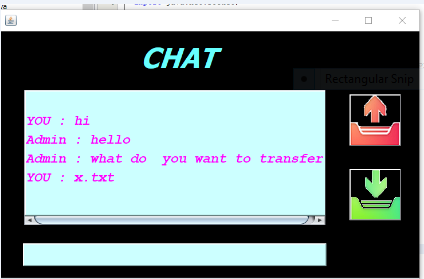 CHAT
Rectangular Snip
YOU : hi
Admin : hello
Admin : what do  you want to transfer
YOU : x.txt